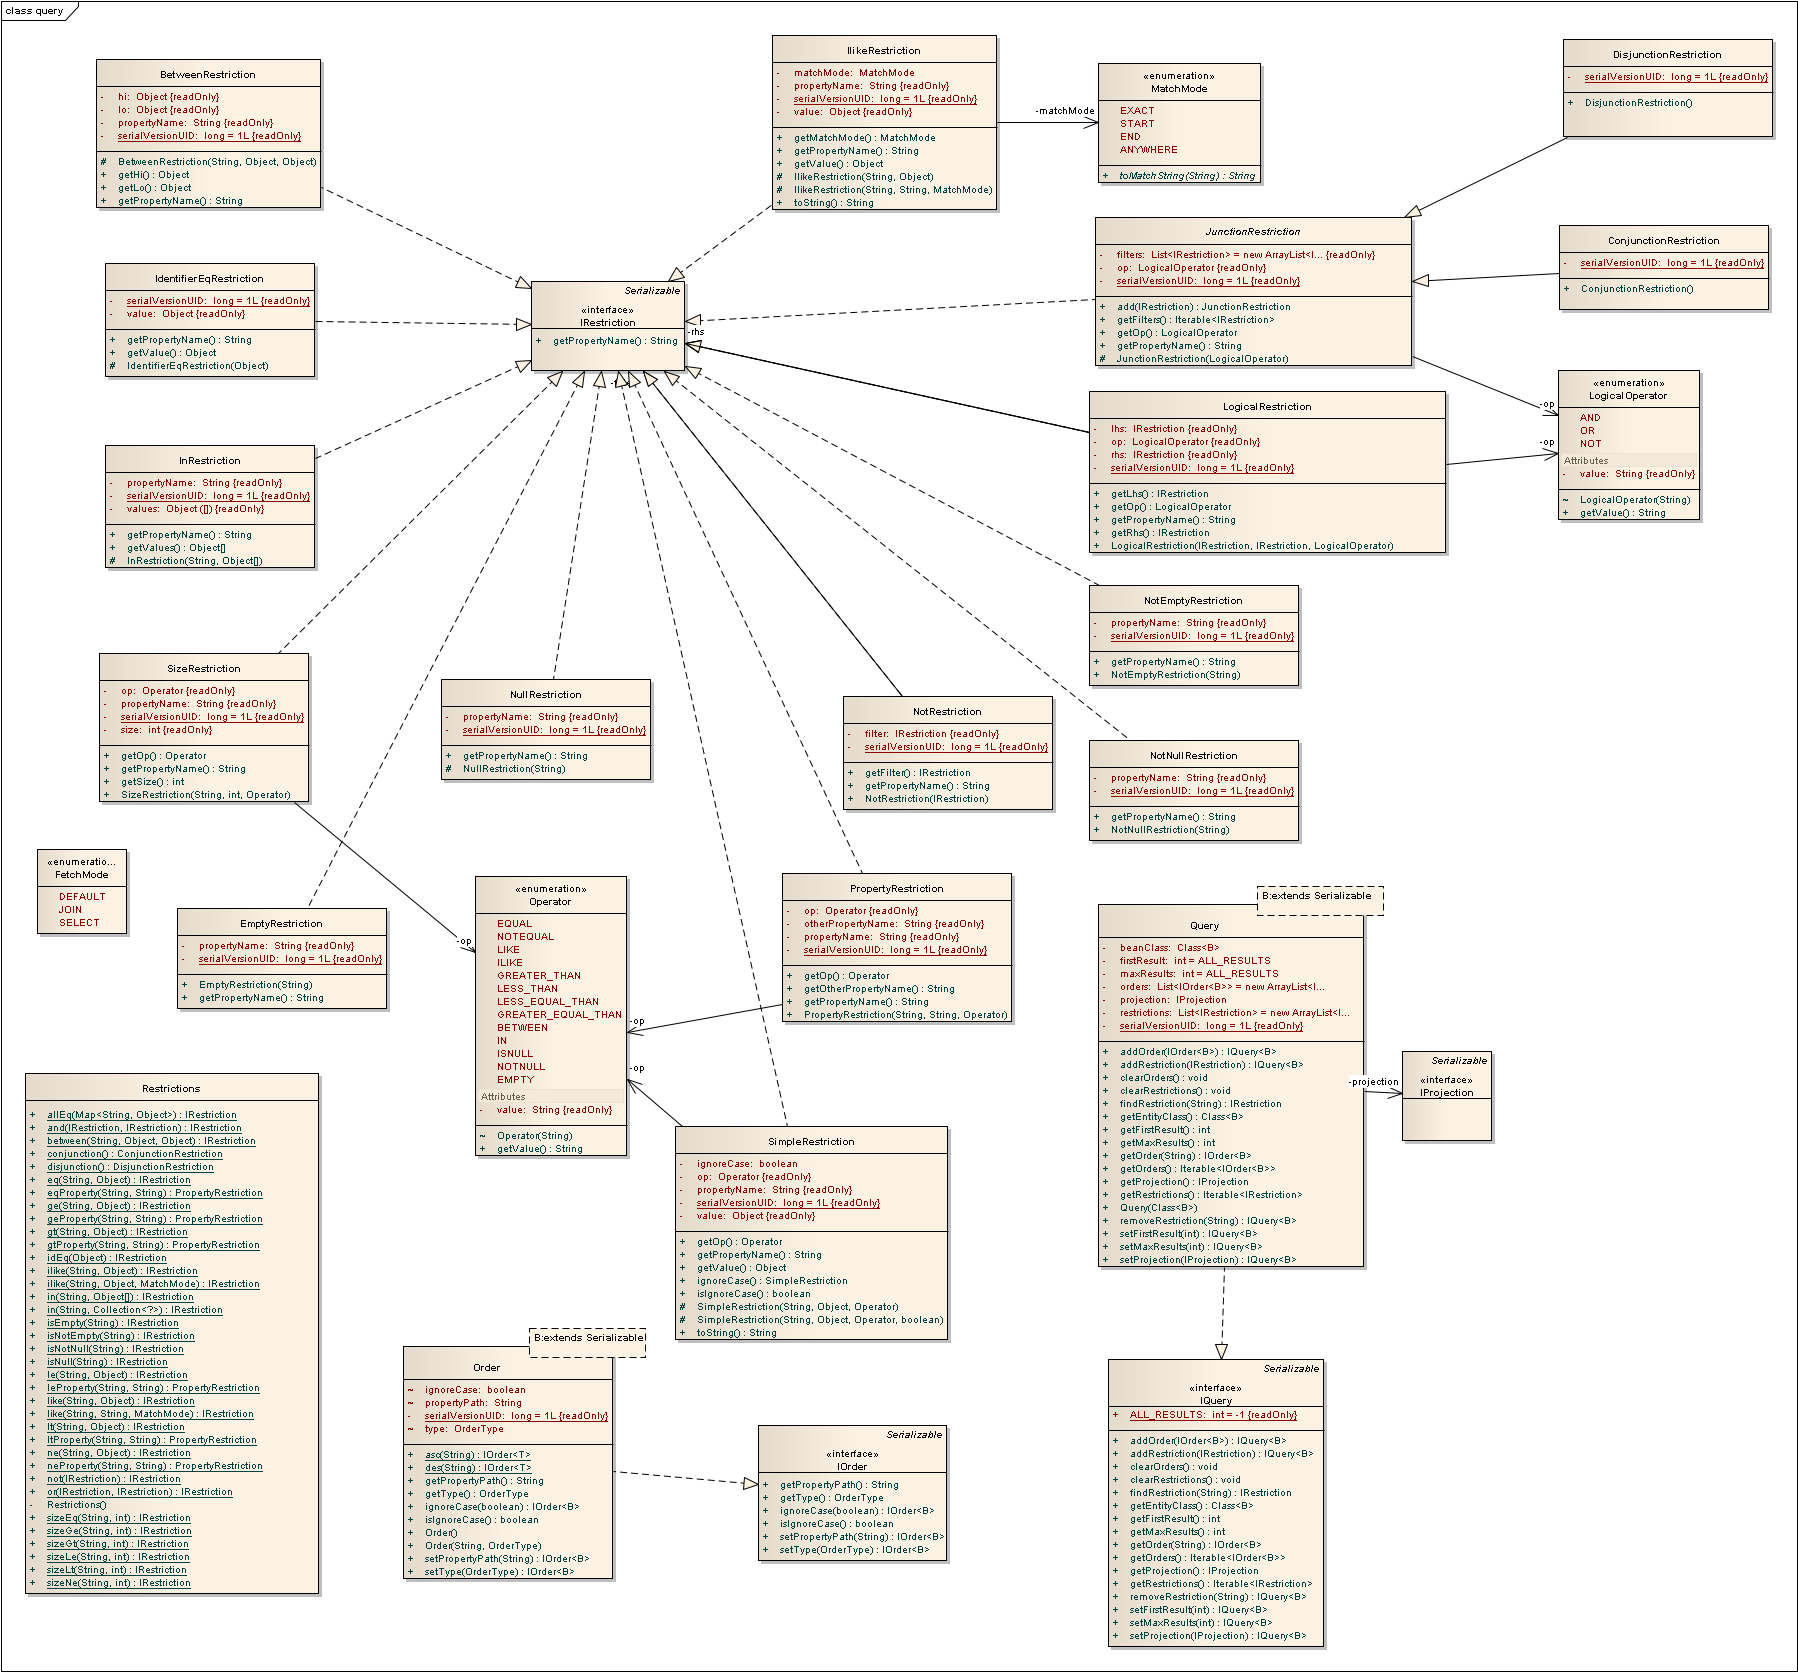 class query
BetweenRestriction
- hi: Object {readOnly}
- lo: Object {readOnly}
- propertyName: String {readOnly}
- serialVersionUID: long = 1L {readOnly}
# BetweenRestriction(String, Object, Object)
+ getHi() : Object
+ getLo() : Object
+ getPropertyName() : String
IlikeRestriction
- matchMode: MatchMode
- propertyName: String {readOnly}
- serialVersionUID: long = 1L {readOnly}
- value: Object {readOnly}
+ getMatchMode() : MatchMode
+ getPropertyName() : String
+ getValue() : Object
# IlikeRestriction(String, Object)
# IlikeRestriction(String, String, MatchMode)
+ toString() : String
-matchMode
«enumeration»
MatchMode
EXACT
START
END
ANYWHERE
+ toMatchString(String) : String
DisjunctionRestriction
- serialVersionUID: long = 1L {readOnly}
+ DisjunctionRestriction()
JunctionRestriction
- filters: List<IRestriction> = new ArrayList<I... {readOnly}
- op: LogicalOperator {readOnly}
- serialVersionUID: long = 1L {readOnly}
+ add(IRestriction) : JunctionRestriction
+ getFilters() : Iterable<IRestriction>
+ getOp() : LogicalOperator
+ getPropertyName() : String
# JunctionRestriction(LogicalOperator)
ConjunctionRestriction
- serialVersionUID: long = 1L {readOnly}
+ ConjunctionRestriction()
IdentifierEqRestriction
- serialVersionUID: long = 1L {readOnly}
- value: Object {readOnly}
+ getPropertyName() : String
+ getValue() : Object
# IdentifierEqRestriction(Object)
Serializable
«interface»
IRestriction
+ getPropertyName() : String
-rhs
«enumeration»
LogicalOperator
AND
OR
NOT
Attributes
- value: String {readOnly}
~ LogicalOperator(String)
+ getValue() : String
-op
-op
LogicalRestriction
- lhs: IRestriction {readOnly}
- op: LogicalOperator {readOnly}
- rhs: IRestriction {readOnly}
- serialVersionUID: long = 1L {readOnly}
+ getLhs() : IRestriction
+ getOp() : LogicalOperator
+ getPropertyName() : String
+ getRhs() : IRestriction
+ LogicalRestriction(IRestriction, IRestriction, LogicalOperator)
InRestriction
- propertyName: String {readOnly}
- serialVersionUID: long = 1L {readOnly}
- values: Object ([]) {readOnly}
+ getPropertyName() : String
+ getValues() : Object[]
# InRestriction(String, Object[])
NotEmptyRestriction
- propertyName: String {readOnly}
- serialVersionUID: long = 1L {readOnly}
+ getPropertyName() : String
+ NotEmptyRestriction(String)
SizeRestriction
- op: Operator {readOnly}
- propertyName: String {readOnly}
- serialVersionUID: long = 1L {readOnly}
- size: int {readOnly}
+ getOp() : Operator
+ getPropertyName() : String
+ getSize() : int
+ SizeRestriction(String, int, Operator)
NullRestriction
- propertyName: String {readOnly}
- serialVersionUID: long = 1L {readOnly}
+ getPropertyName() : String
# NullRestriction(String)
NotRestriction
- filter: IRestriction {readOnly}
- serialVersionUID: long = 1L {readOnly}
+ getFilter() : IRestriction
+ getPropertyName() : String
+ NotRestriction(IRestriction)
NotNullRestriction
- propertyName: String {readOnly}
- serialVersionUID: long = 1L {readOnly}
+ getPropertyName() : String
+ NotNullRestriction(String)
«enumeratio...
FetchMode
DEFAULT
JOIN
SELECT
EmptyRestriction
- propertyName: String {readOnly}
- serialVersionUID: long = 1L {readOnly}
+ EmptyRestriction(String)
+ getPropertyName() : String
-op
«enumeration»
Operator
EQUAL
NOTEQUAL
LIKE
ILIKE
GREATER_THAN
LESS_THAN
LESS_EQUAL_THAN
GREATER_EQUAL_THAN
BETWEEN
IN
ISNULL
NOTNULL
EMPTY
Attributes
- value: String {readOnly}
~ Operator(String)
+ getValue() : String
-op
-op
PropertyRestriction
- op: Operator {readOnly}
- otherPropertyName: String {readOnly}
- propertyName: String {readOnly}
- serialVersionUID: long = 1L {readOnly}
+ getOp() : Operator
+ getOtherPropertyName() : String
+ getPropertyName() : String
+ PropertyRestriction(String, String, Operator)
B:extends Serializable
Query
- beanClass: Class<B>
- firstResult: int = ALL_RESULTS
- maxResults: int = ALL_RESULTS
- orders: List<IOrder<B>> = new ArrayList<I...
- projection: IProjection
- restrictions: List<IRestriction> = new ArrayList<I...
- serialVersionUID: long = 1L {readOnly}
+ addOrder(IOrder<B>) : IQuery<B>
+ addRestriction(IRestriction) : IQuery<B>
+ clearOrders() : void
+ clearRestrictions() : void
+ findRestriction(String) : IRestriction
+ getEntityClass() : Class<B>
+ getFirstResult() : int
+ getMaxResults() : int
+ getOrder(String) : IOrder<B>
+ getOrders() : Iterable<IOrder<B>>
+ getProjection() : IProjection
+ getRestrictions() : Iterable<IRestriction>
+ Query(Class<B>)
+ removeRestriction(String) : IQuery<B>
+ setFirstResult(int) : IQuery<B>
+ setMaxResults(int) : IQuery<B>
+ setProjection(IProjection) : IQuery<B>
-projection
Serializable
«interface»
IProjection
Restrictions
+ allEq(Map<String, Object>) : IRestriction
+ and(IRestriction, IRestriction) : IRestriction
+ between(String, Object, Object) : IRestriction
+ conjunction() : ConjunctionRestriction
+ disjunction() : DisjunctionRestriction
+ eq(String, Object) : IRestriction
+ eqProperty(String, String) : PropertyRestriction
+ ge(String, Object) : IRestriction
+ geProperty(String, String) : PropertyRestriction
+ gt(String, Object) : IRestriction
+ gtProperty(String, String) : PropertyRestriction
+ idEq(Object) : IRestriction
+ ilike(String, Object) : IRestriction
+ ilike(String, Object, MatchMode) : IRestriction
+ in(String, Object[]) : IRestriction
+ in(String, Collection<?>) : IRestriction
+ isEmpty(String) : IRestriction
+ isNotEmpty(String) : IRestriction
+ isNotNull(String) : IRestriction
+ isNull(String) : IRestriction
+ le(String, Object) : IRestriction
+ leProperty(String, String) : PropertyRestriction
+ like(String, Object) : IRestriction
+ like(String, String, MatchMode) : IRestriction
+ lt(String, Object) : IRestriction
+ ltProperty(String, String) : PropertyRestriction
+ ne(String, Object) : IRestriction
+ neProperty(String, String) : PropertyRestriction
+ not(IRestriction) : IRestriction
+ or(IRestriction, IRestriction) : IRestriction
- Restrictions()
+ sizeEq(String, int) : IRestriction
+ sizeGe(String, int) : IRestriction
+ sizeGt(String, int) : IRestriction
+ sizeLe(String, int) : IRestriction
+ sizeLt(String, int) : IRestriction
+ sizeNe(String, int) : IRestriction
SimpleRestriction
- ignoreCase: boolean
- op: Operator {readOnly}
- propertyName: String {readOnly}
- serialVersionUID: long = 1L {readOnly}
- value: Object {readOnly}
+ getOp() : Operator
+ getPropertyName() : String
+ getValue() : Object
+ ignoreCase() : SimpleRestriction
+ isIgnoreCase() : boolean
# SimpleRestriction(String, Object, Operator)
# SimpleRestriction(String, Object, Operator, boolean)
+ toString() : String
B:extends Serializable
Order
~ ignoreCase: boolean
~ propertyPath: String
- serialVersionUID: long = 1L {readOnly}
~ type: OrderType
+ asc(String) : IOrder<T>
+ des(String) : IOrder<T>
+ getPropertyPath() : String
+ getType() : OrderType
+ ignoreCase(boolean) : IOrder<B>
+ isIgnoreCase() : boolean
+ Order()
+ Order(String, OrderType)
+ setPropertyPath(String) : IOrder<B>
+ setType(OrderType) : IOrder<B>
Serializable
«interface»
IOrder
+ getPropertyPath() : String
+ getType() : OrderType
+ ignoreCase(boolean) : IOrder<B>
+ isIgnoreCase() : boolean
+ setPropertyPath(String) : IOrder<B>
+ setType(OrderType) : IOrder<B>
Serializable
«interface»
IQuery
+ ALL_RESULTS: int = -1 {readOnly}
+ addOrder(IOrder<B>) : IQuery<B>
+ addRestriction(IRestriction) : IQuery<B>
+ clearOrders() : void
+ clearRestrictions() : void
+ findRestriction(String) : IRestriction
+ getEntityClass() : Class<B>
+ getFirstResult() : int
+ getMaxResults() : int
+ getOrder(String) : IOrder<B>
+ getOrders() : Iterable<IOrder<B>>
+ getProjection() : IProjection
+ getRestrictions() : Iterable<IRestriction>
+ removeRestriction(String) : IQuery<B>
+ setFirstResult(int) : IQuery<B>
+ setMaxResults(int) : IQuery<B>
+ setProjection(IProjection) : IQuery<B>